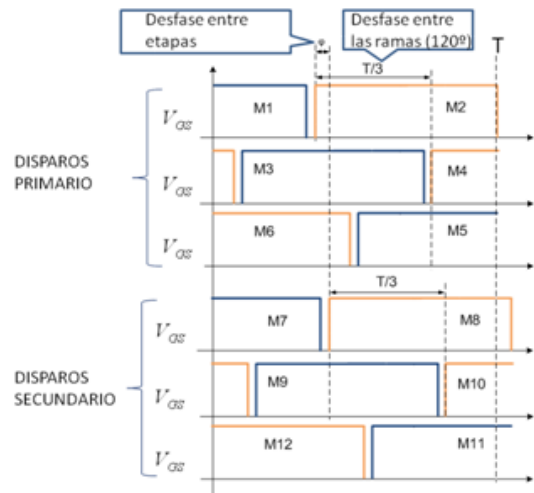 Desfase entre
etapas
φ
Desfase entre
las ramas (120º)
T
T/3
V_GS
M1
M2
DISPAROS
PRIMARIO
V_GS
M3
M4
V_GS
M6
M5
T/3
V_GS
M7
M8
DISPAROS
SECUNDARIO
V_GS
M9
M10
V_GS
M12
M11